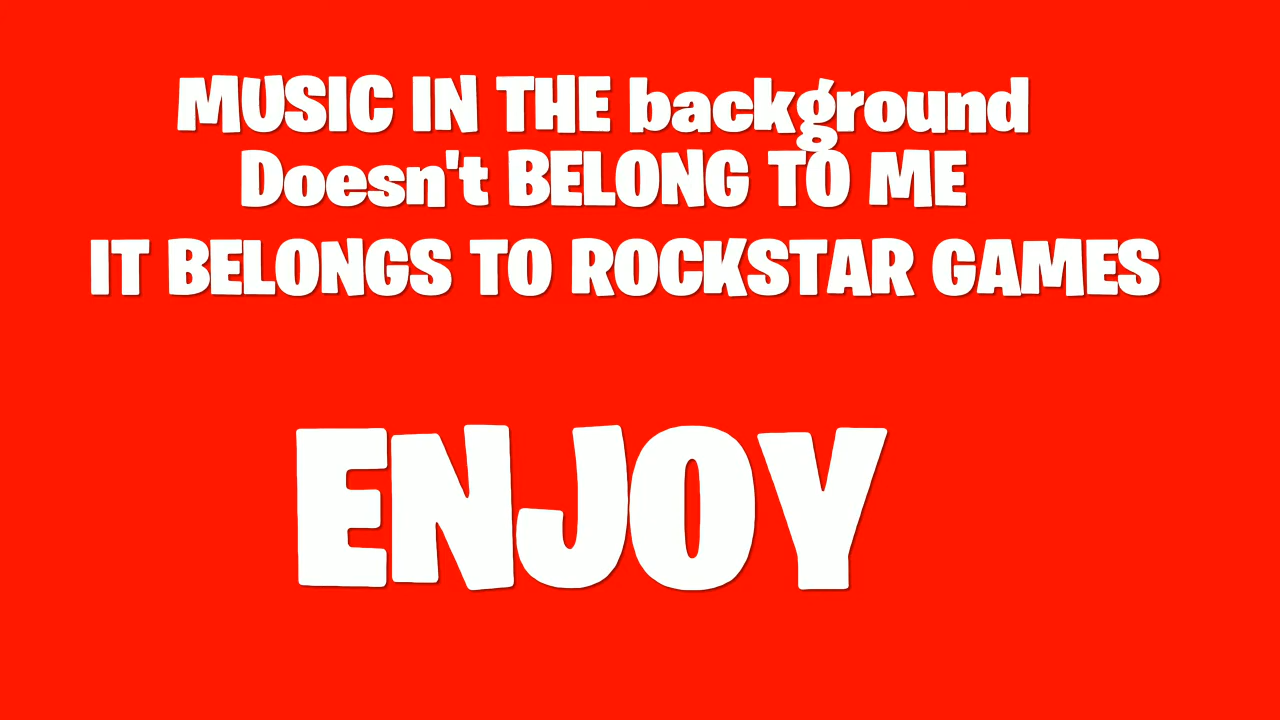 MUSIC IN THE background
Doesn't BELONG TO ME
IT BELONGS TO ROCKSTAR GAMES
ENJOY